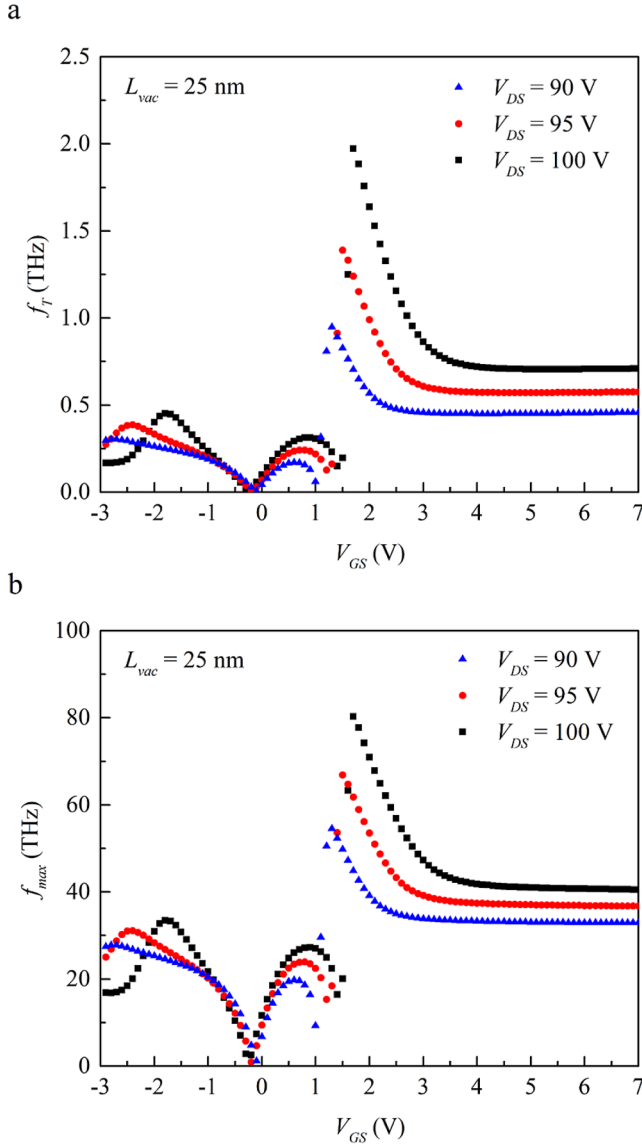 a
2.5
L_vac = 25 nm
V_DS = 90 V
V_DS = 95 V
V_DS = 100 V
2.0
1.5
1.0
0.5
0.0
f_T (THz)
-3 -2 -1 0 1 2 3 4 5 6 7
V_GS (V)
b
100
L_vac = 25 nm
V_DS = 90 V
V_DS = 95 V
V_DS = 100 V
80
60
40
20
0
f_max (THz)
-3 -2 -1 0 1 2 3 4 5 6 7
V_GS (V)